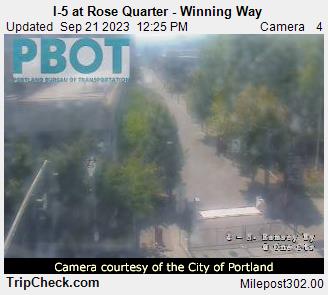 I-5 at Rose Quarter - Winning Way
Updated Sep 21 2023 12:25 PM Camera 4
PBOT
PORTLAND BUREAU OF TRANSPORTATION
Camera courtesy of the City of Portland
TripCheck.com Milepost302.00